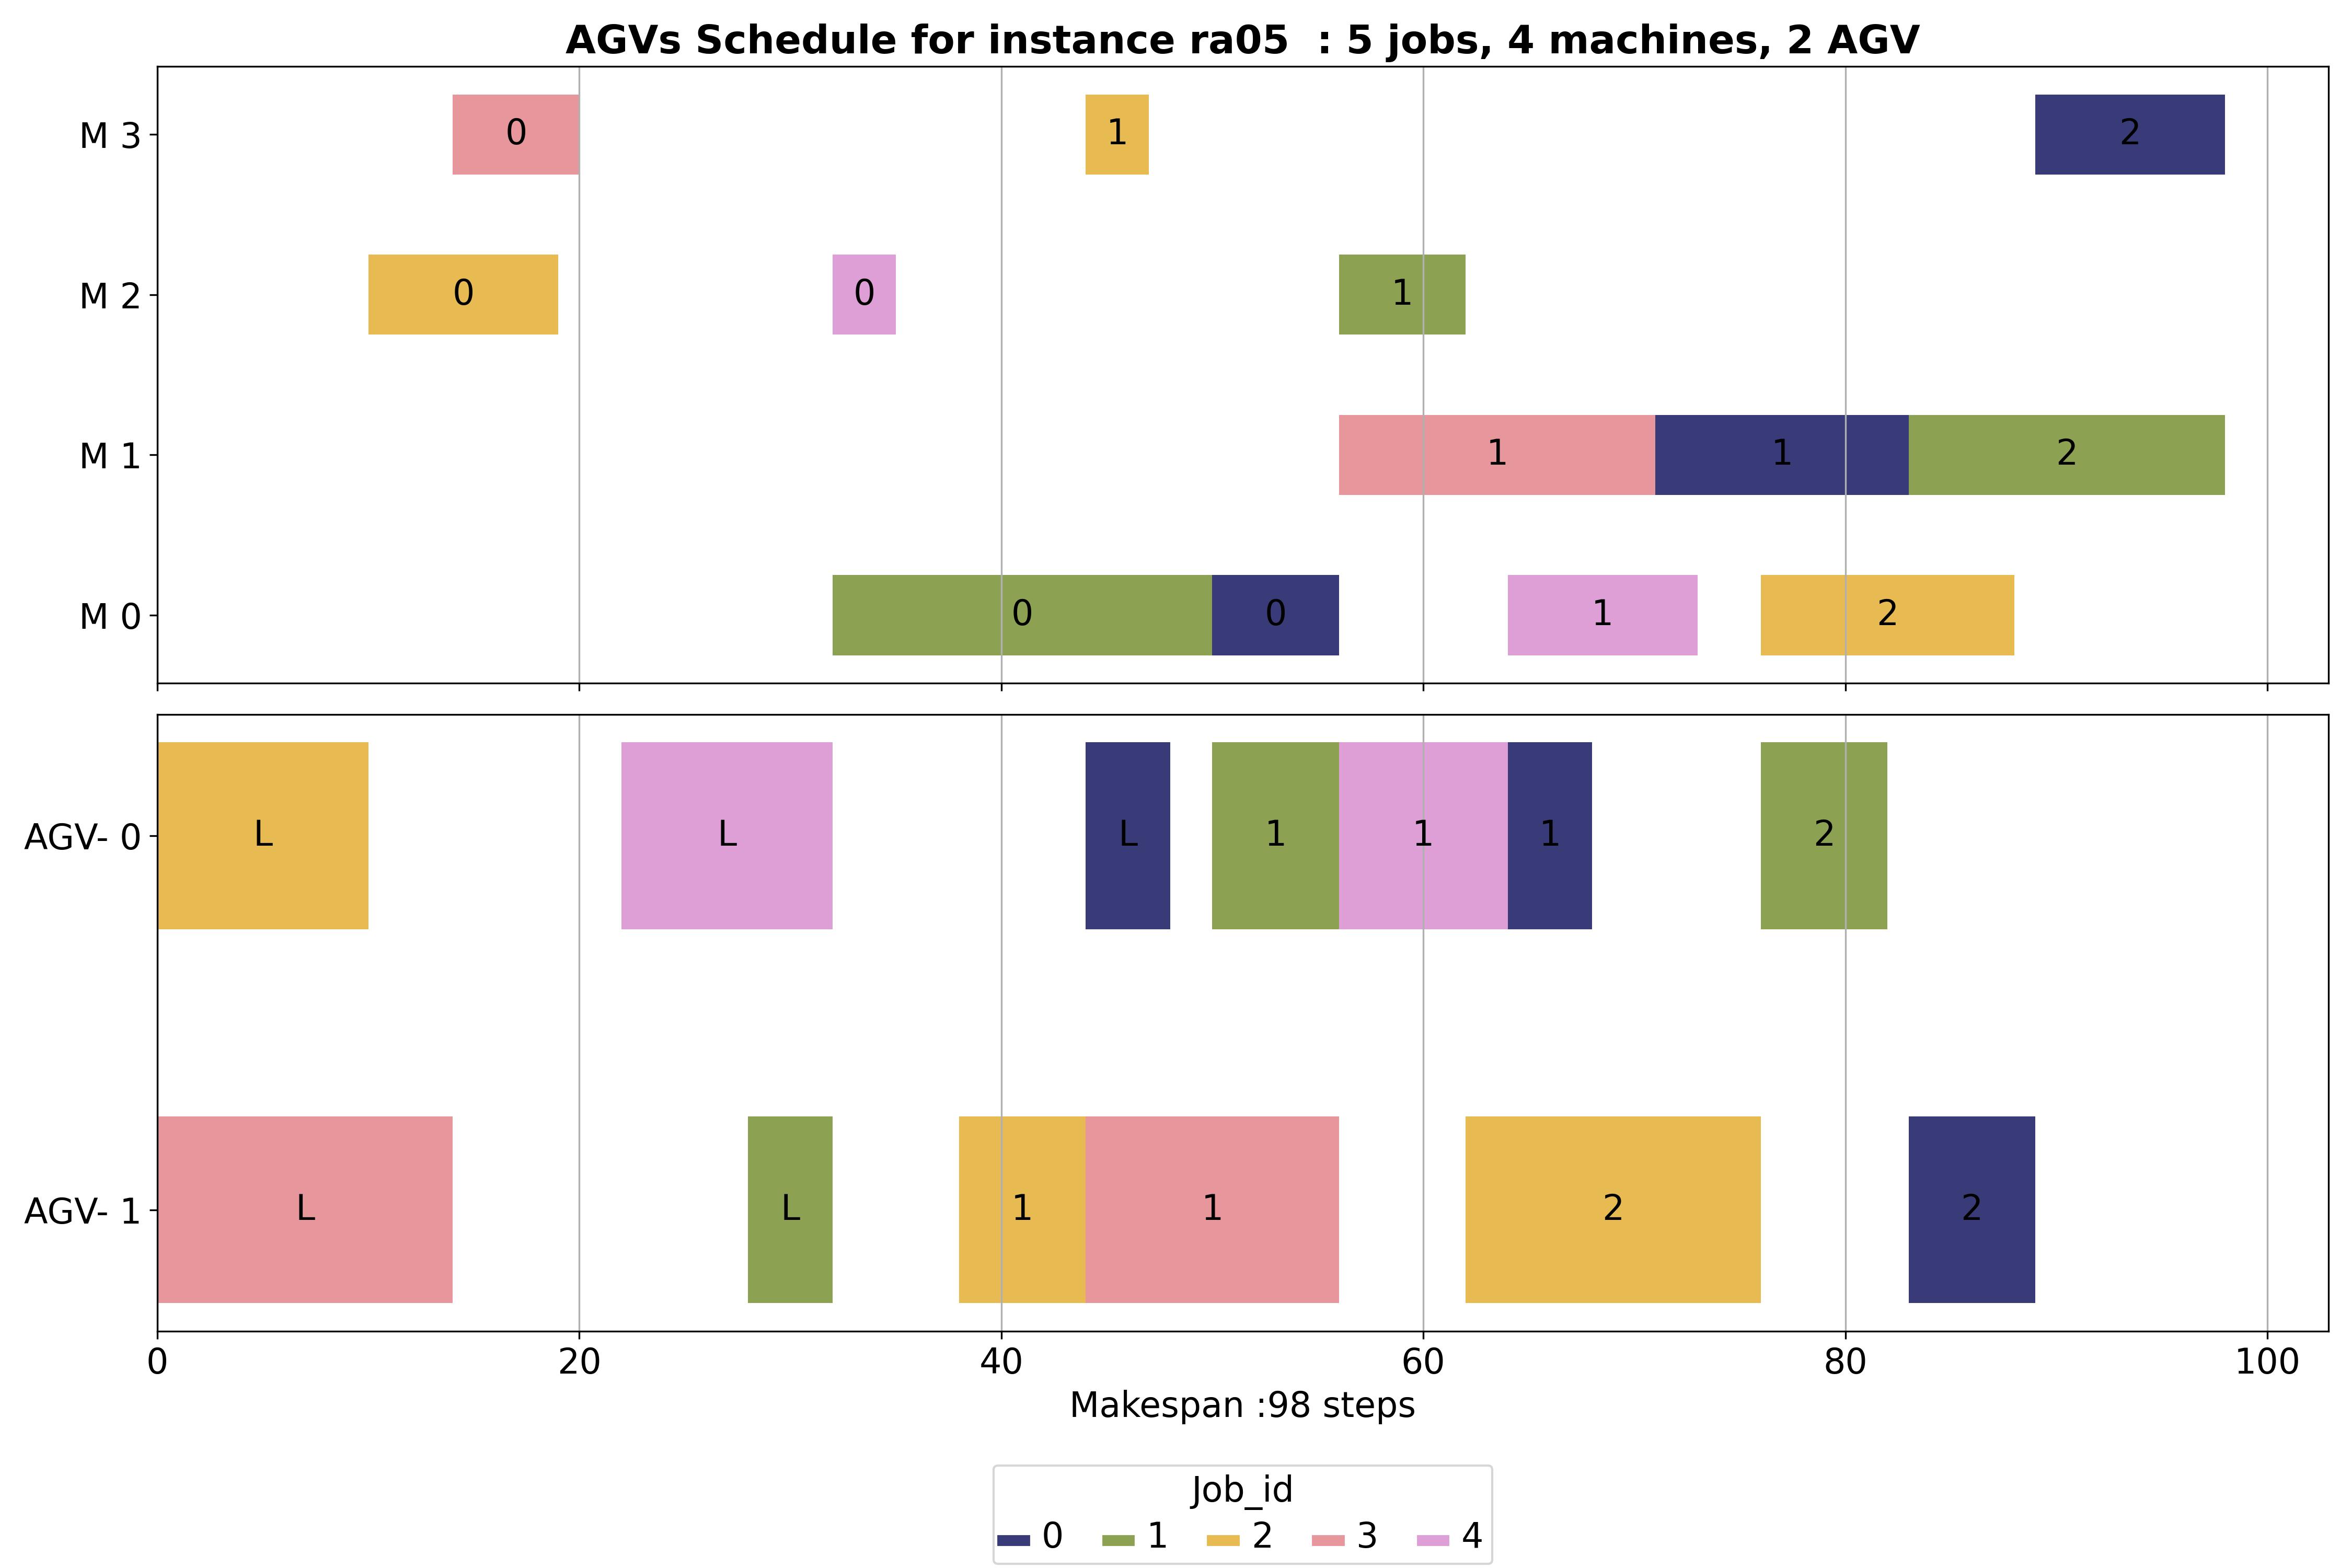 AGVs Schedule for instance ra05  : 5 jobs, 4 machines, 2 AGV
M 3
0
1
2
M 2
0
0
1
M 1
1
1
2
M 0
0
0
1
2
AGV- 0
L
L
L
1
1
1
2
AGV- 1
L
L
1
1
2
2
0 20 40 60 80 100
Makespan :98 steps
Job_id
0 1 2 3 4